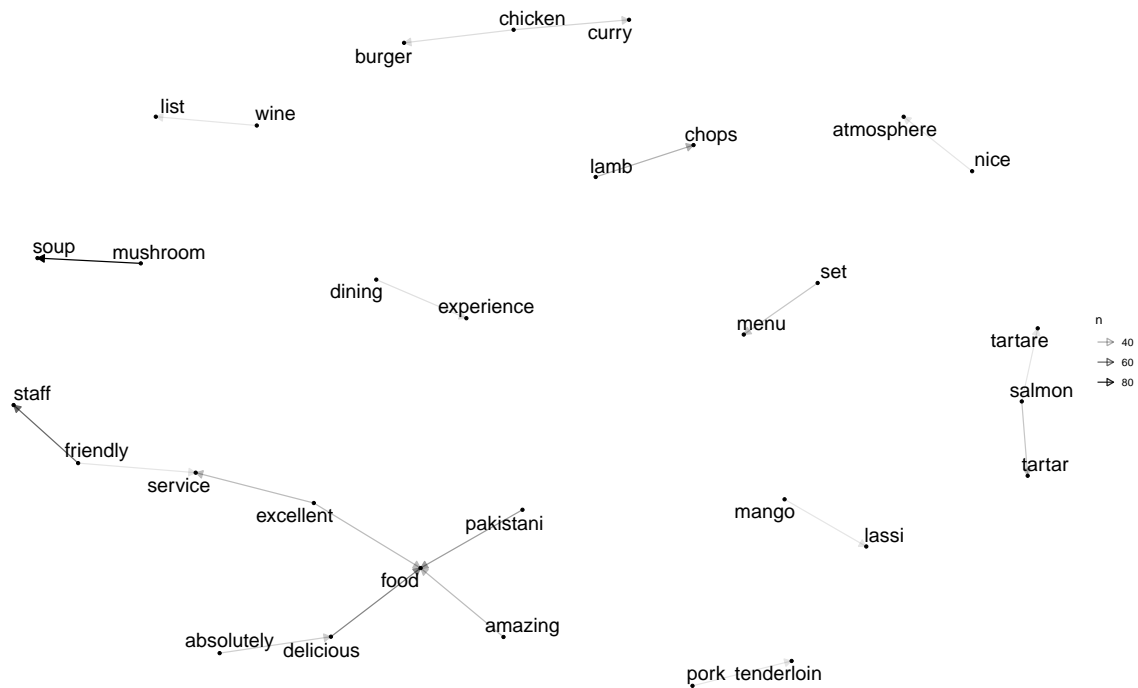 chicken
curry
burger
list
wine
chops
atmosphere
lamb
nice
soup
mushroom
set
dining
experience
menu
n
tartare
40
60
80
salmon
staff
friendly
tartar
service
mango
excellent
pakistani
lassi
food
amazing
absolutely
delicious
pork tenderloin